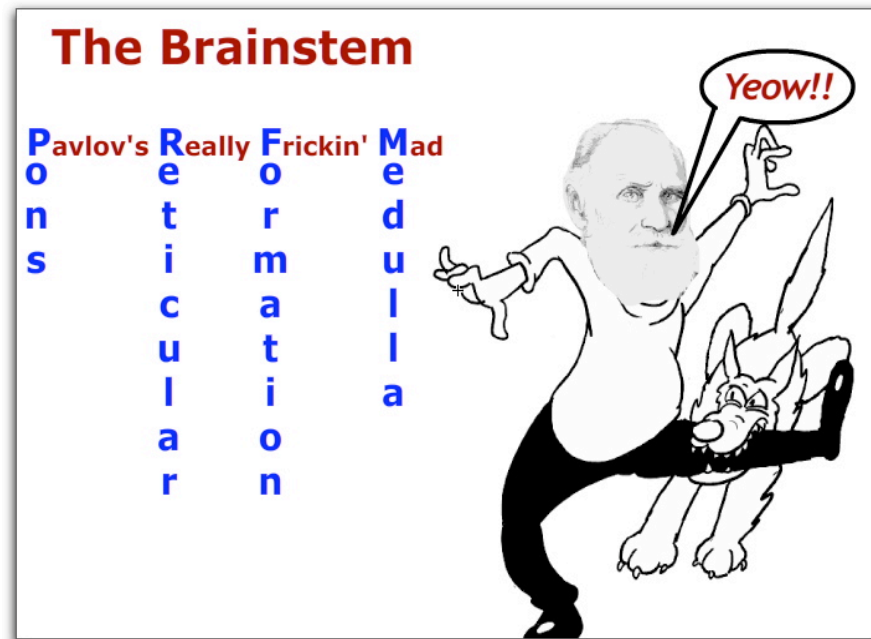 The Brainstem
Yeow!!
Pavlov's Really Frickin' Mad
Pons
Reticular
Formation
Medulla